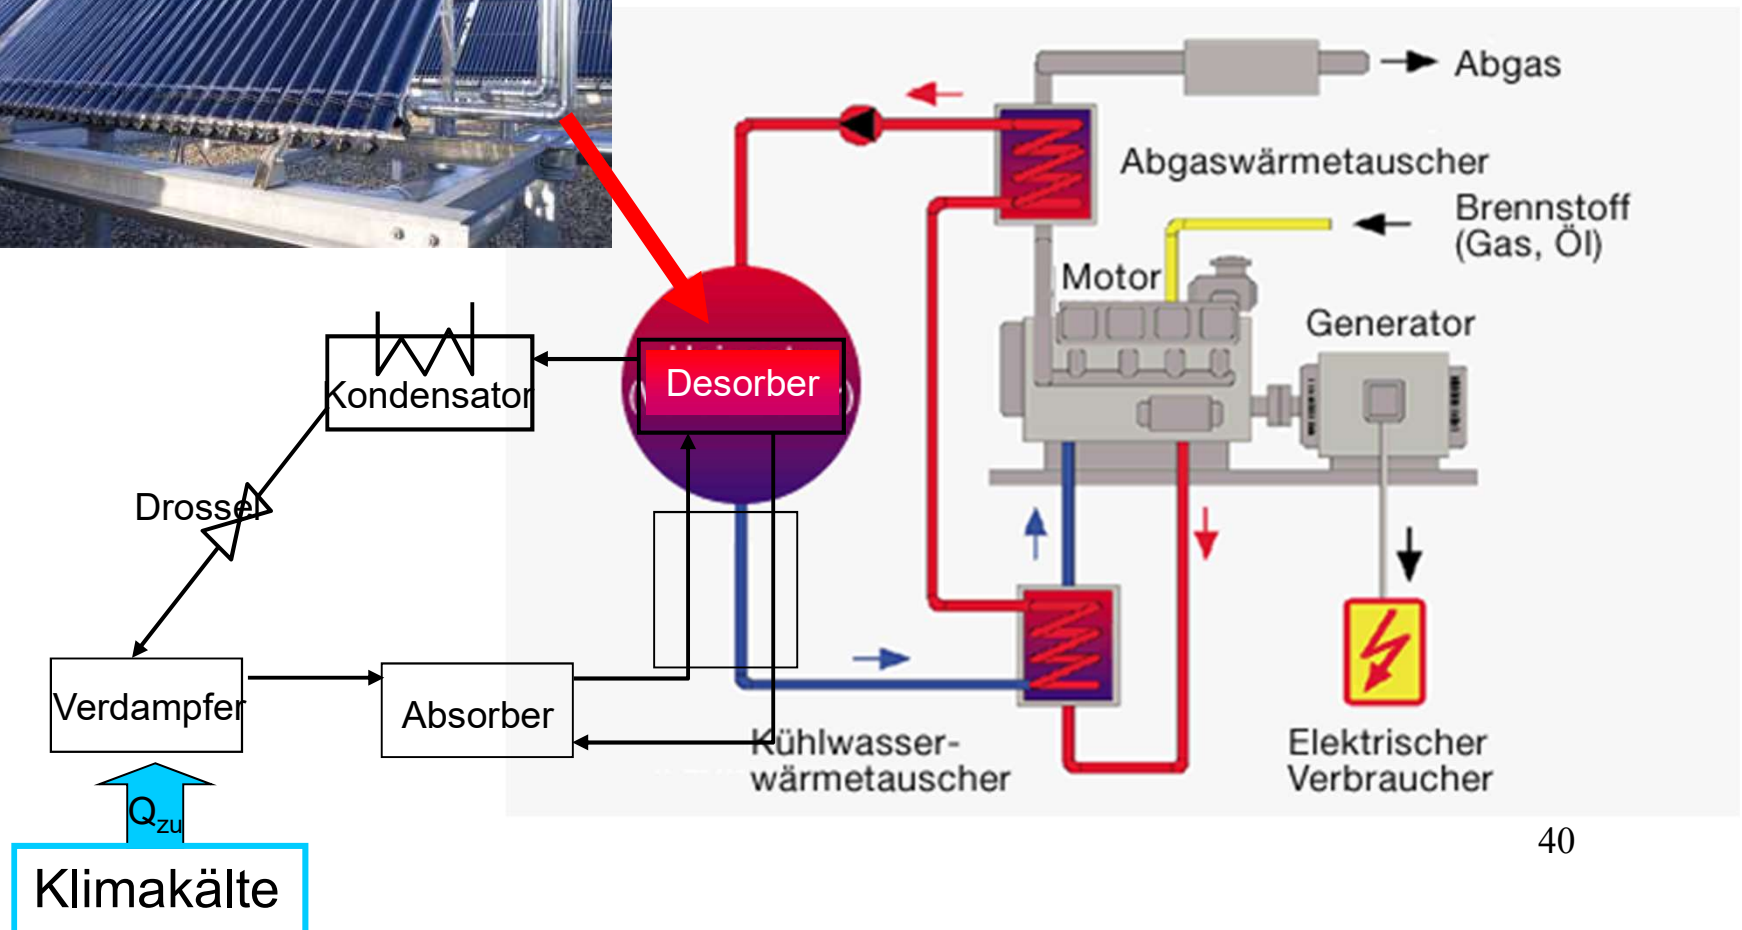 Abgas
Abgaswärmetauscher
Brennstoff
(Gas, Öl)
Motor
Generator
Desorber
Kondensator
Drossel
Verdampfer
Absorber
Kühlwasser-
wärmetauscher
Elektrischer
Verbraucher
Qzu
40
Klimakälte